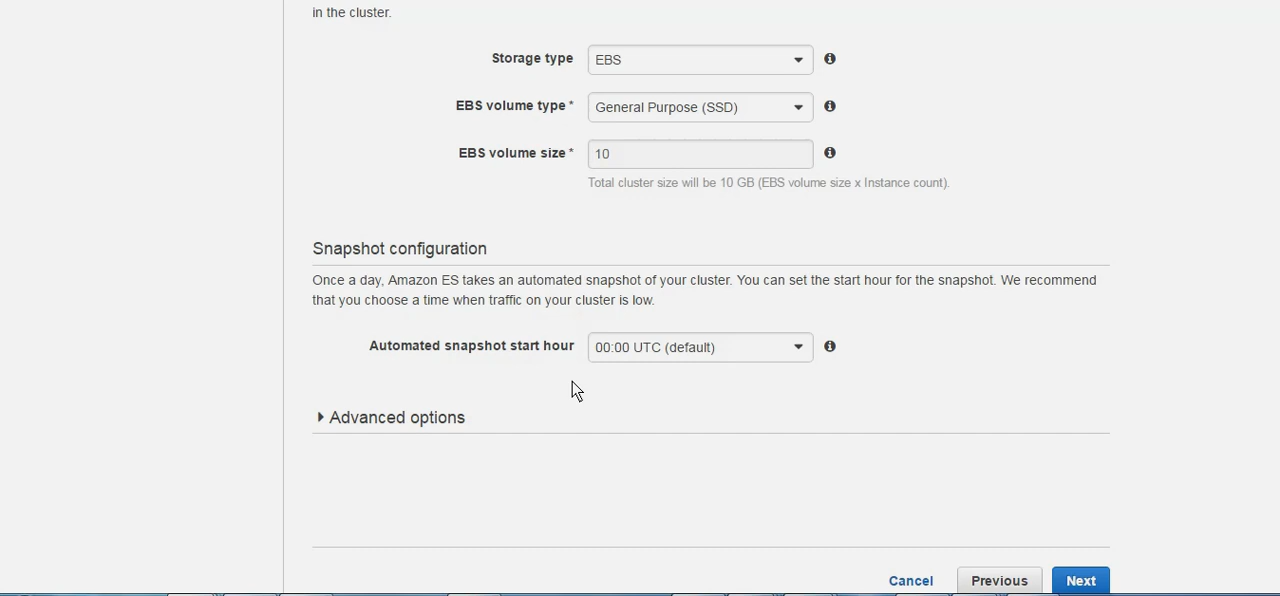 in the cluster.
Storage type EBS
EBS volume type * General Purpose (SSD)
EBS volume size * 10
Total cluster size will be 10 GB (EBS volume size x Instance count).
Snapshot configuration
Once a day, Amazon ES takes an automated snapshot of your cluster. You can set the start hour for the snapshot. We recommend
that you choose a time when traffic on your cluster is low.
Automated snapshot start hour 00:00 UTC (default)
Advanced options
Cancel Previous Next